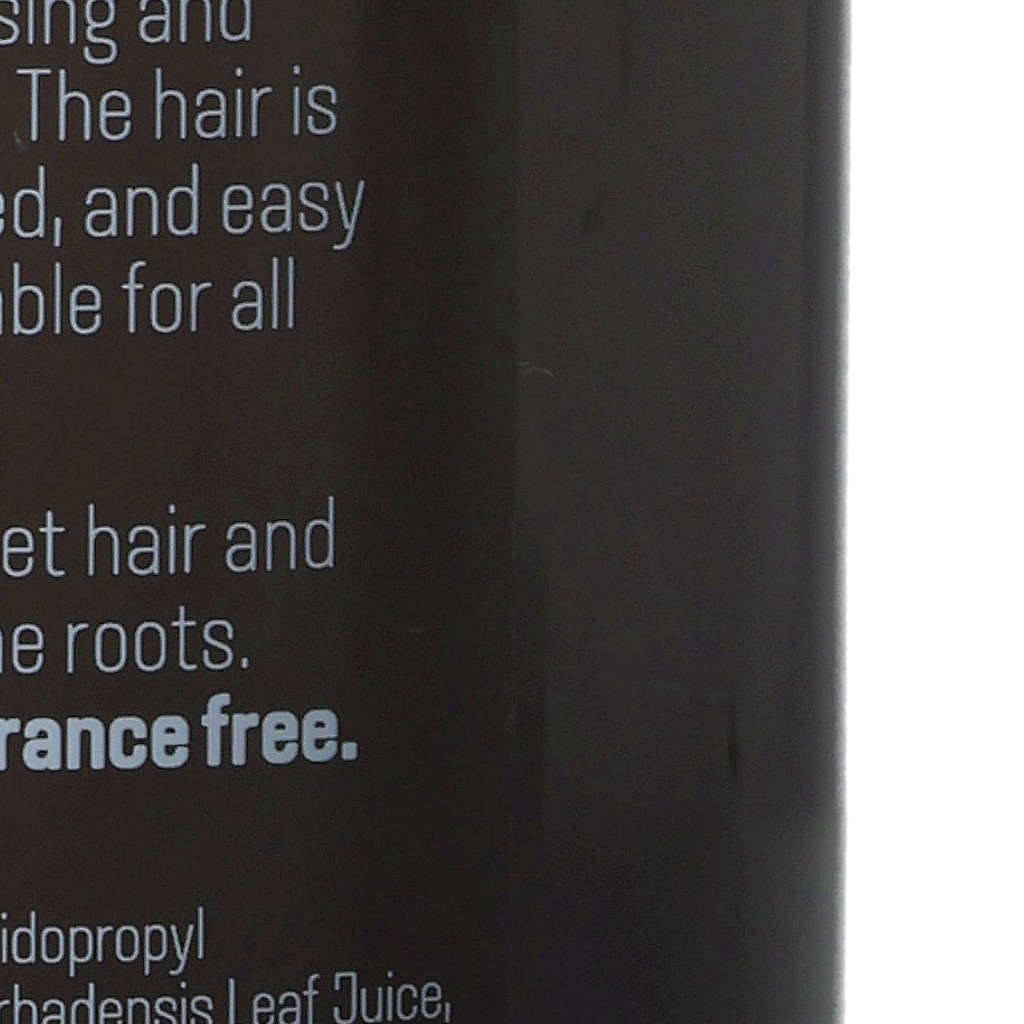 sing and
The hair is
ed, and easy
able for all
et hair and
he roots.
rance free.
idopropyl
rbadensis Leaf Juice,